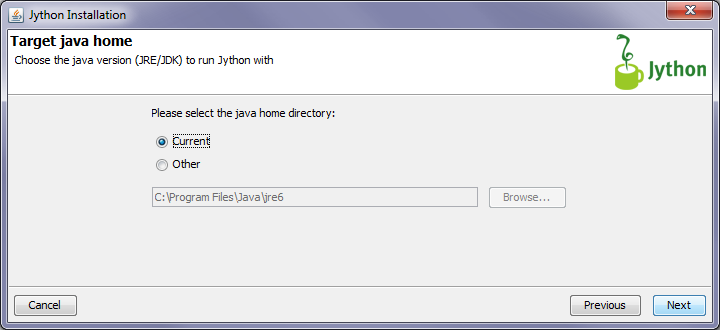 Jython Installation
Target java home
Choose the java version (JRE/JDK) to run Jython with
Jython
Please select the java home directory:
Current
Other
C:\Program Files\Java\jre6
Browse...
Cancel
Previous
Next